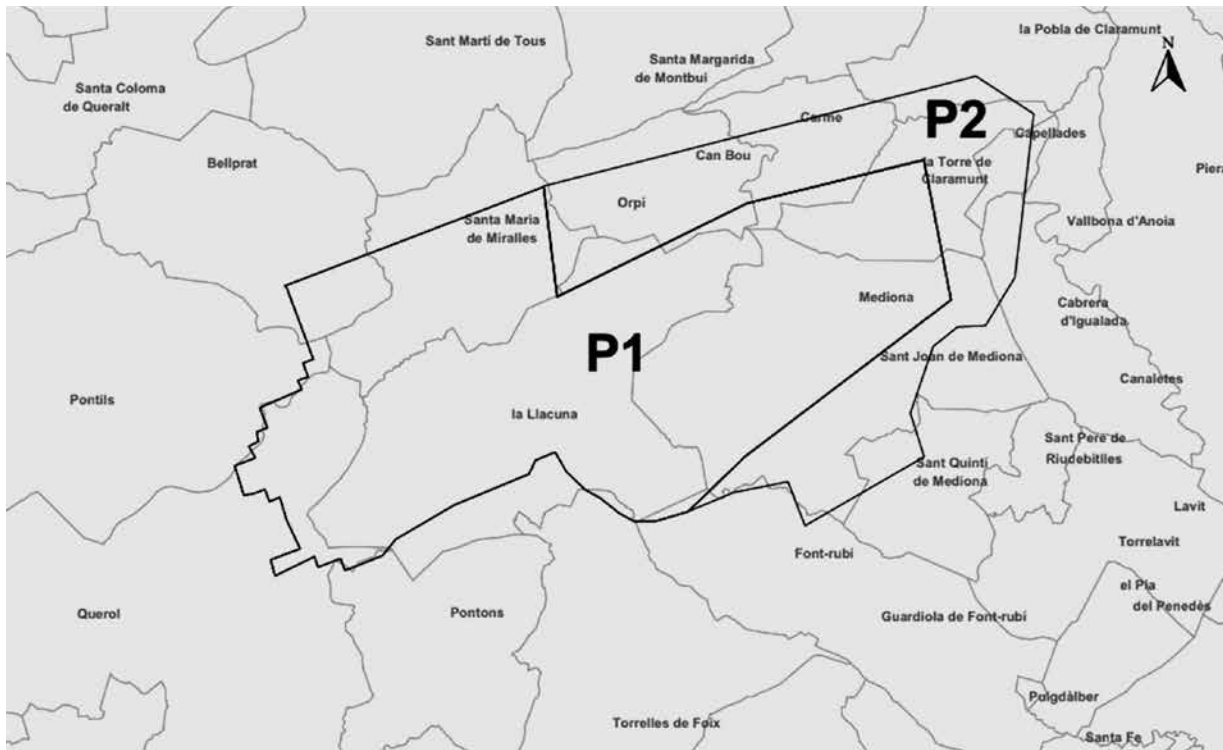 la Pobla de Claramunt
Sant Martí de Tous
N
Santa Margarida
de Montbui
Santa Coloma
de Queralt
P2
Carme
Capellades
Can Bou
Bellprat
la Torre de
Claramunt
Piera
Orpí
Santa Maria
de Miralles
Vallbona d'Anoia
Mediona
Cabrera
d'Igualada
P1
Sant Joan de Mediona
Canaletes
Pontils
la Llacuna
Sant Pere de
Riudebitlles
Sant Quintí
de Mediona
Lavit
Torrelavit
Font-rubí
el Pla
del Penedès
Querol
Pontons
Guardiola de Font-rubí
Puigdàlber
Torrelles de Foix
Santa Fe